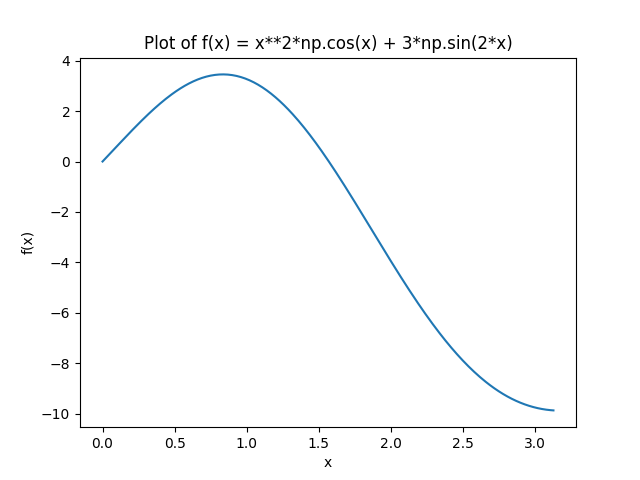 Plot of f(x) = x**2*np.cos(x) + 3*np.sin(2*x)
4
2
0
−2
−4
−6
−8
−10
f(x)
0.0 0.5 1.0 1.5 2.0 2.5 3.0
x